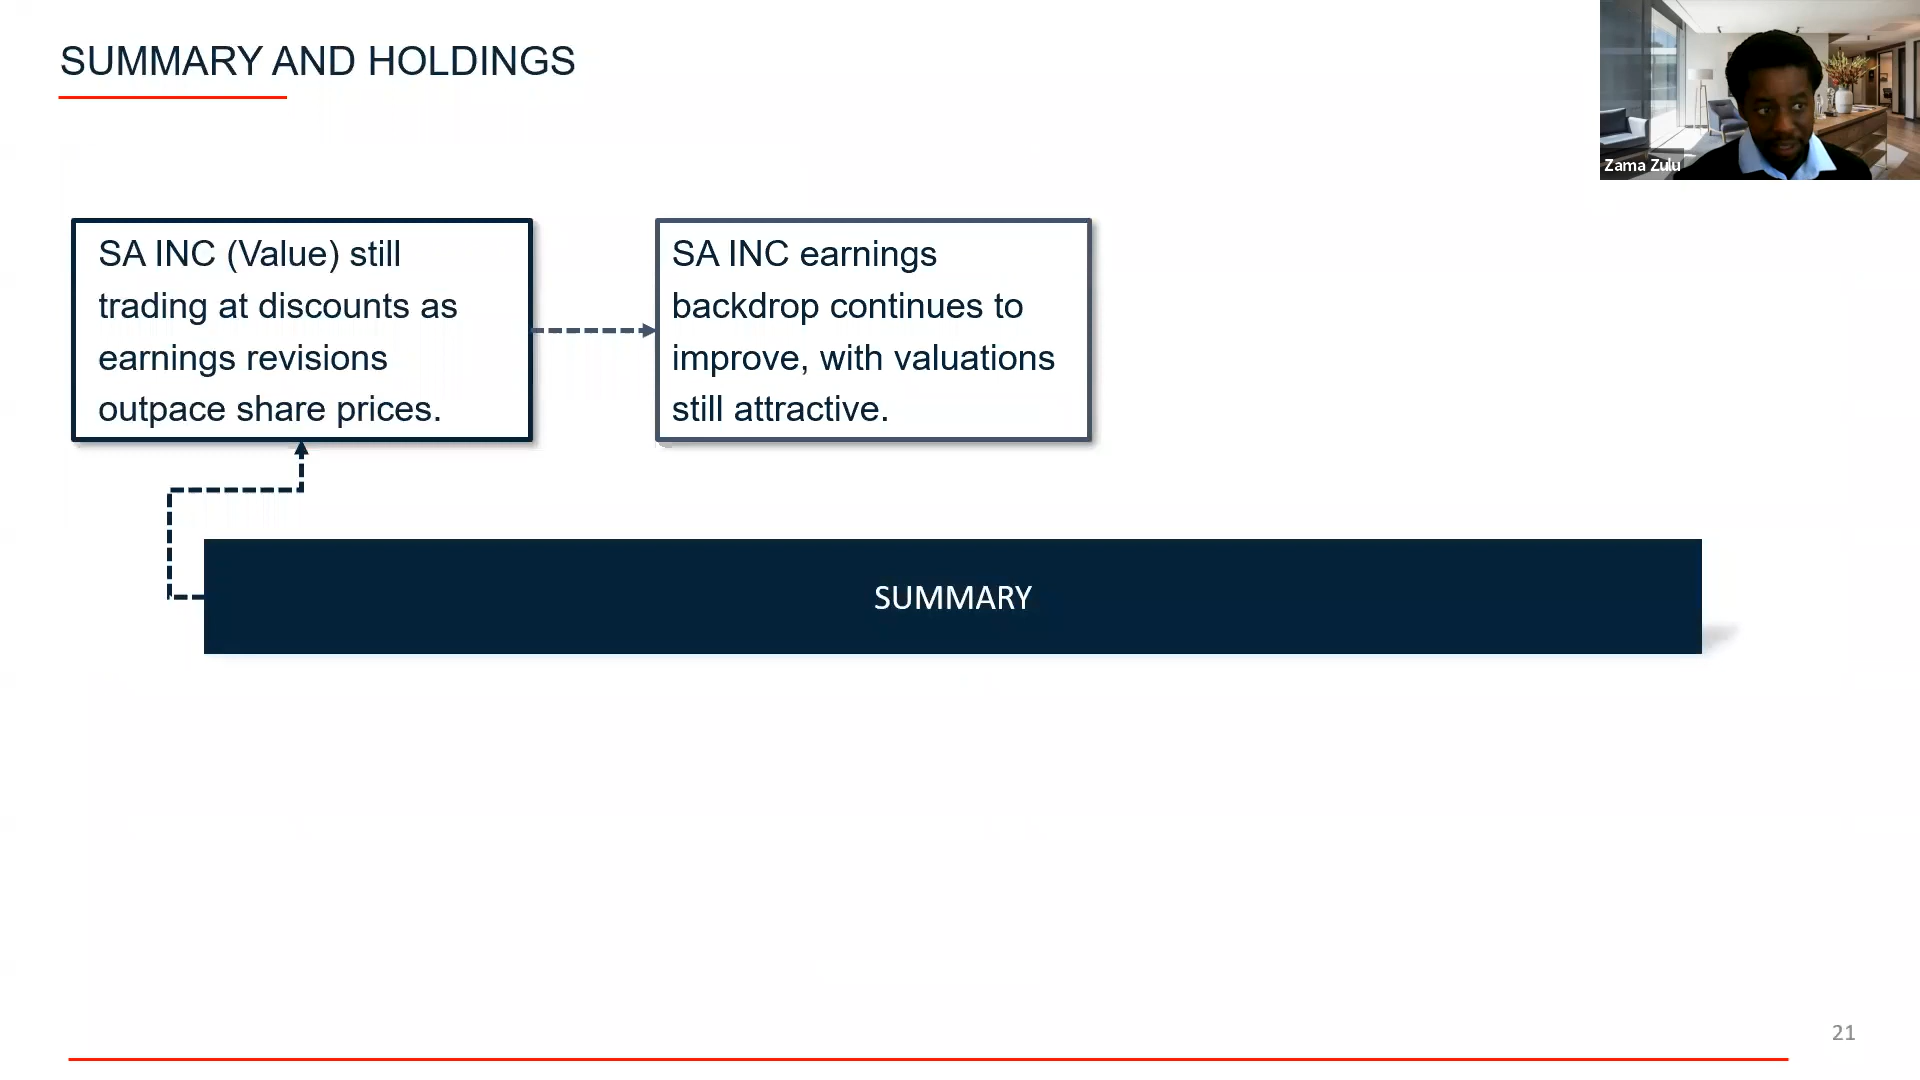 SUMMARY AND HOLDINGS
Zama Zulu
SA INC (Value) still
trading at discounts as
earnings revisions
outpace share prices.
SA INC earnings
backdrop continues to
improve, with valuations
still attractive.
SUMMARY
21